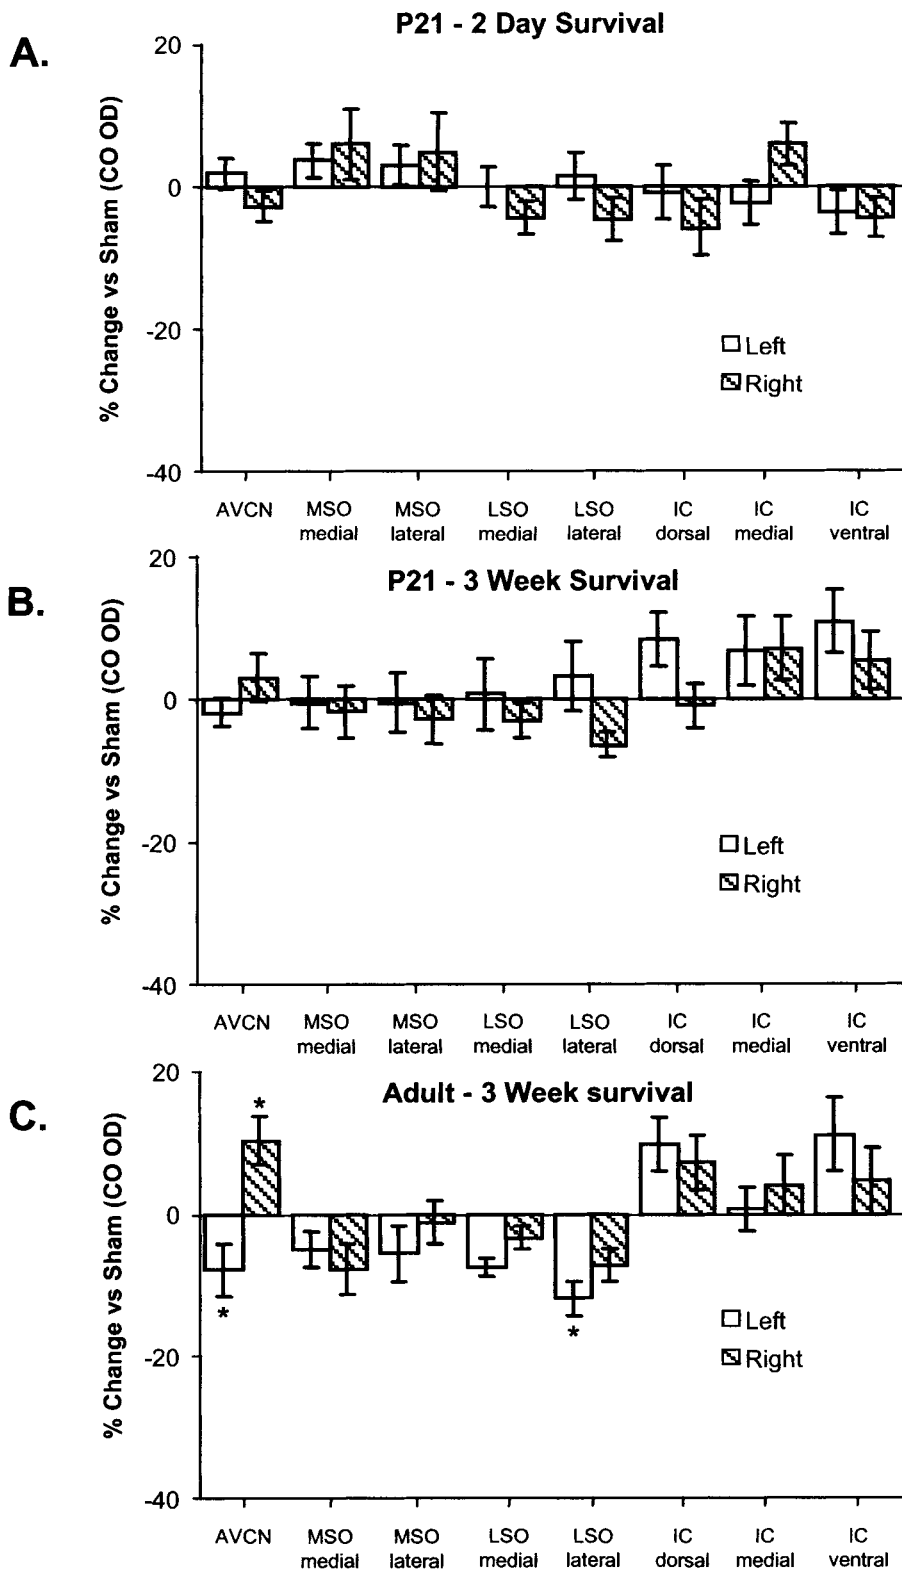 A.
P21 - 2 Day Survival
% Change vs Sham (CO OD)
20
0
-20
-40
Left
Right
AVCN MSO medial MSO lateral LSO medial LSO lateral IC dorsal IC medial IC ventral
B.
P21 - 3 Week Survival
% Change vs Sham (CO OD)
20
0
-20
-40
Left
Right
AVCN MSO medial MSO lateral LSO medial LSO lateral IC dorsal IC medial IC ventral
C.
Adult - 3 Week survival
% Change vs Sham (CO OD)
20
0
-20
-40
*
*
*
Left
Right
AVCN MSO medial MSO lateral LSO medial LSO lateral IC dorsal IC medial IC ventral